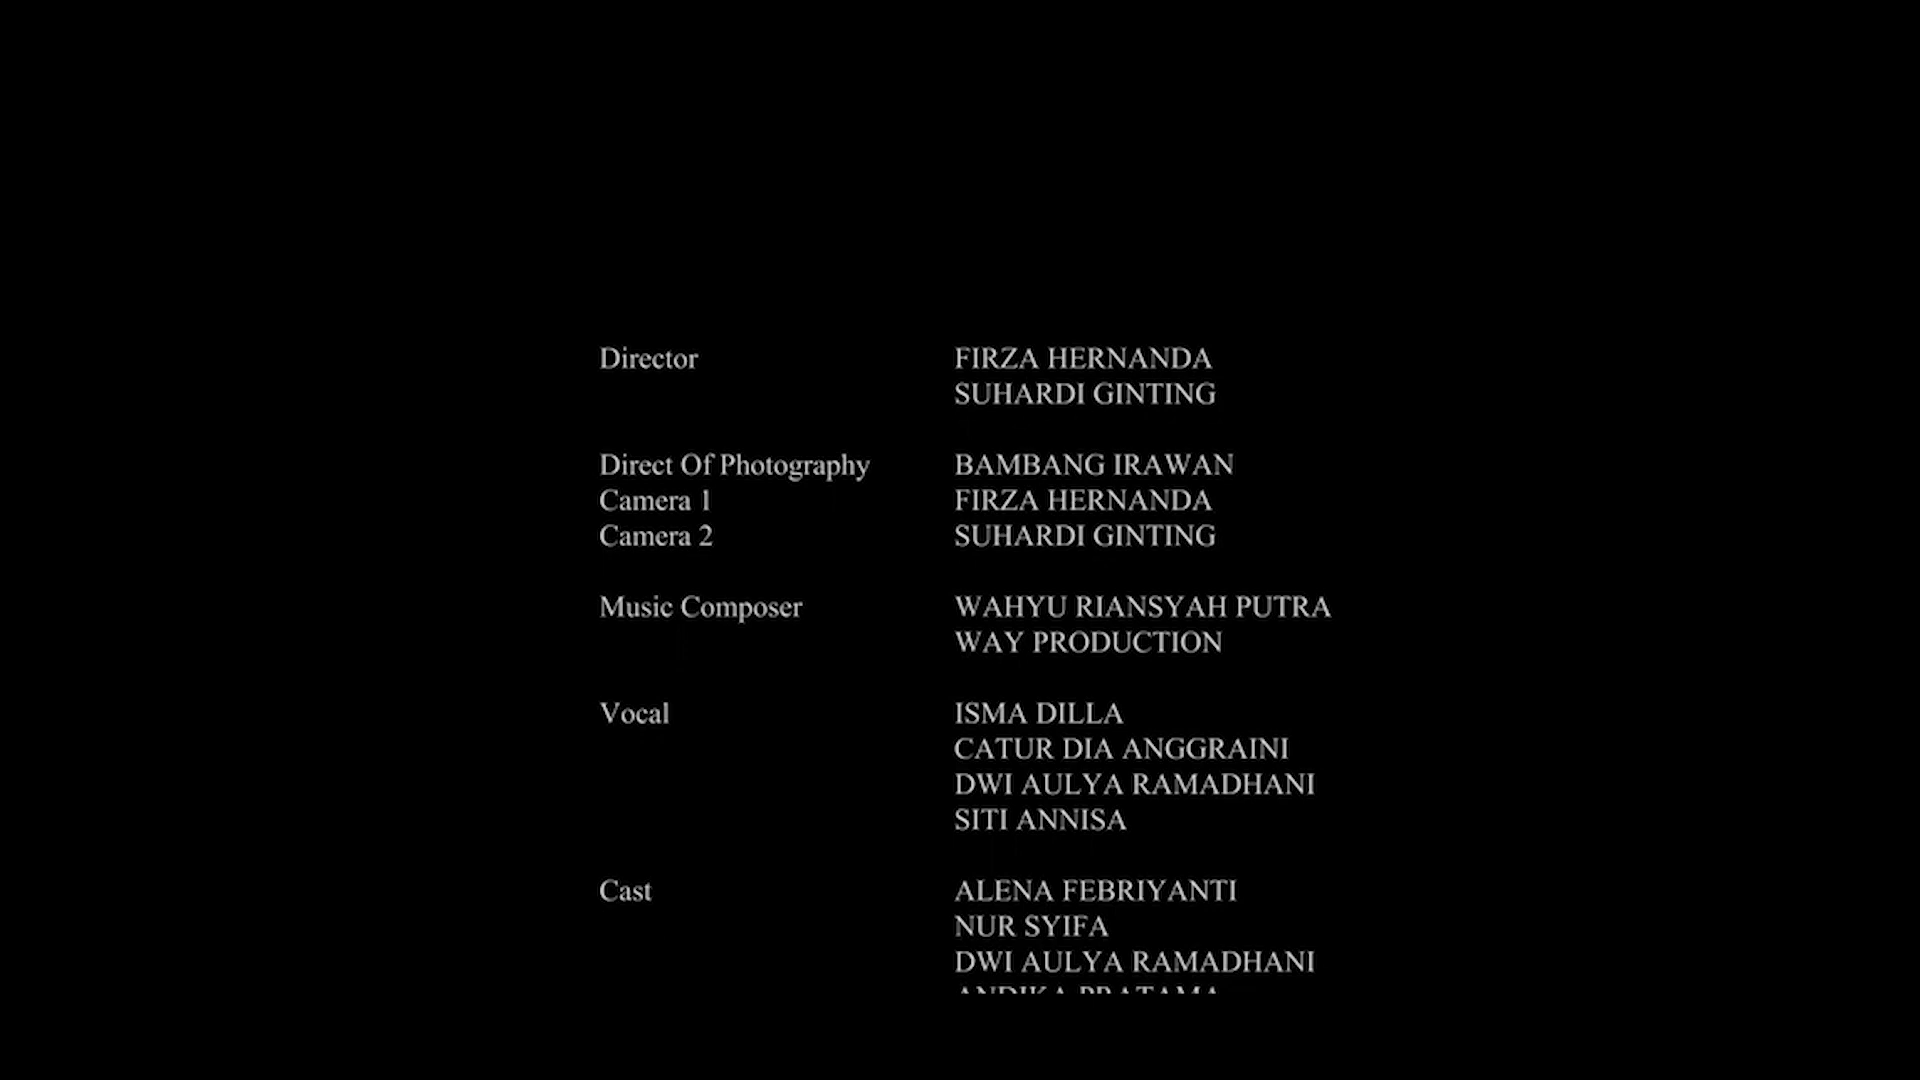 Director FIRZA HERNANDA
SUHARDI GINTING
Direct Of Photography BAMBANG IRAWAN
Camera 1 FIRZA HERNANDA
Camera 2 SUHARDI GINTING
Music Composer WAHYU RIANSYAH PUTRA
WAY PRODUCTION
Vocal ISMA DILLA
CATUR DIA ANGGRAINI
DWI AULYA RAMADHANI
SITI ANNISA
Cast ALENA FEBRIYANTI
NUR SYIFA
DWI AULYA RAMADHANI
ANDIKA PRATAMA